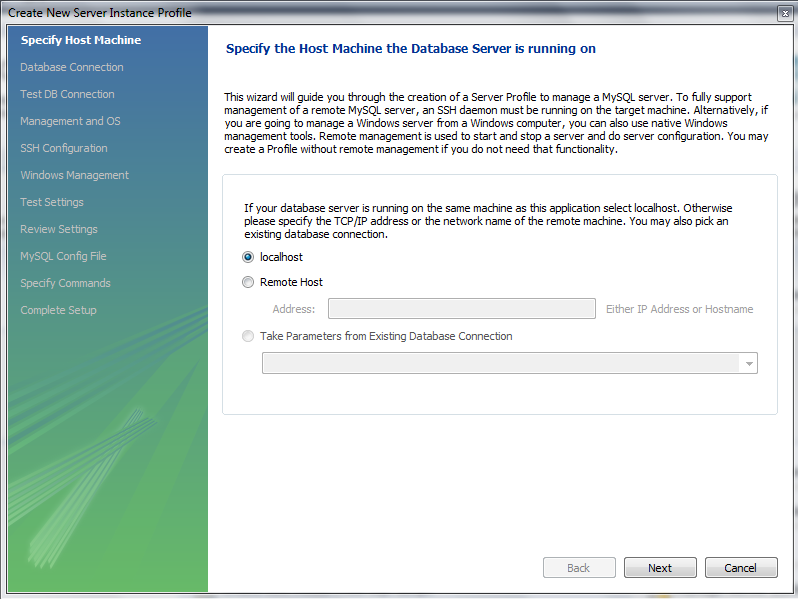 Create New Server Instance Profile
Specify Host Machine
Database Connection
Test DB Connection
Management and OS
SSH Configuration
Windows Management
Test Settings
Review Settings
MySQL Config File
Specify Commands
Complete Setup
Specify the Host Machine the Database Server is running on
This wizard will guide you through the creation of a Server Profile to manage a MySQL server. To fully support
management of a remote MySQL server, an SSH daemon must be running on the target machine. Alternatively, if
you are going to manage a Windows server from a Windows computer, you can also use native Windows
management tools. Remote management is used to start and stop a server and do server configuration. You may
create a Profile without remote management if you do not need that functionality.
If your database server is running on the same machine as this application select localhost. Otherwise
please specify the TCP/IP address or the network name of the remote machine. You may also pick an
existing database connection.
localhost
Remote Host
Address:
Either IP Address or Hostname
Take Parameters from Existing Database Connection
Back
Next
Cancel